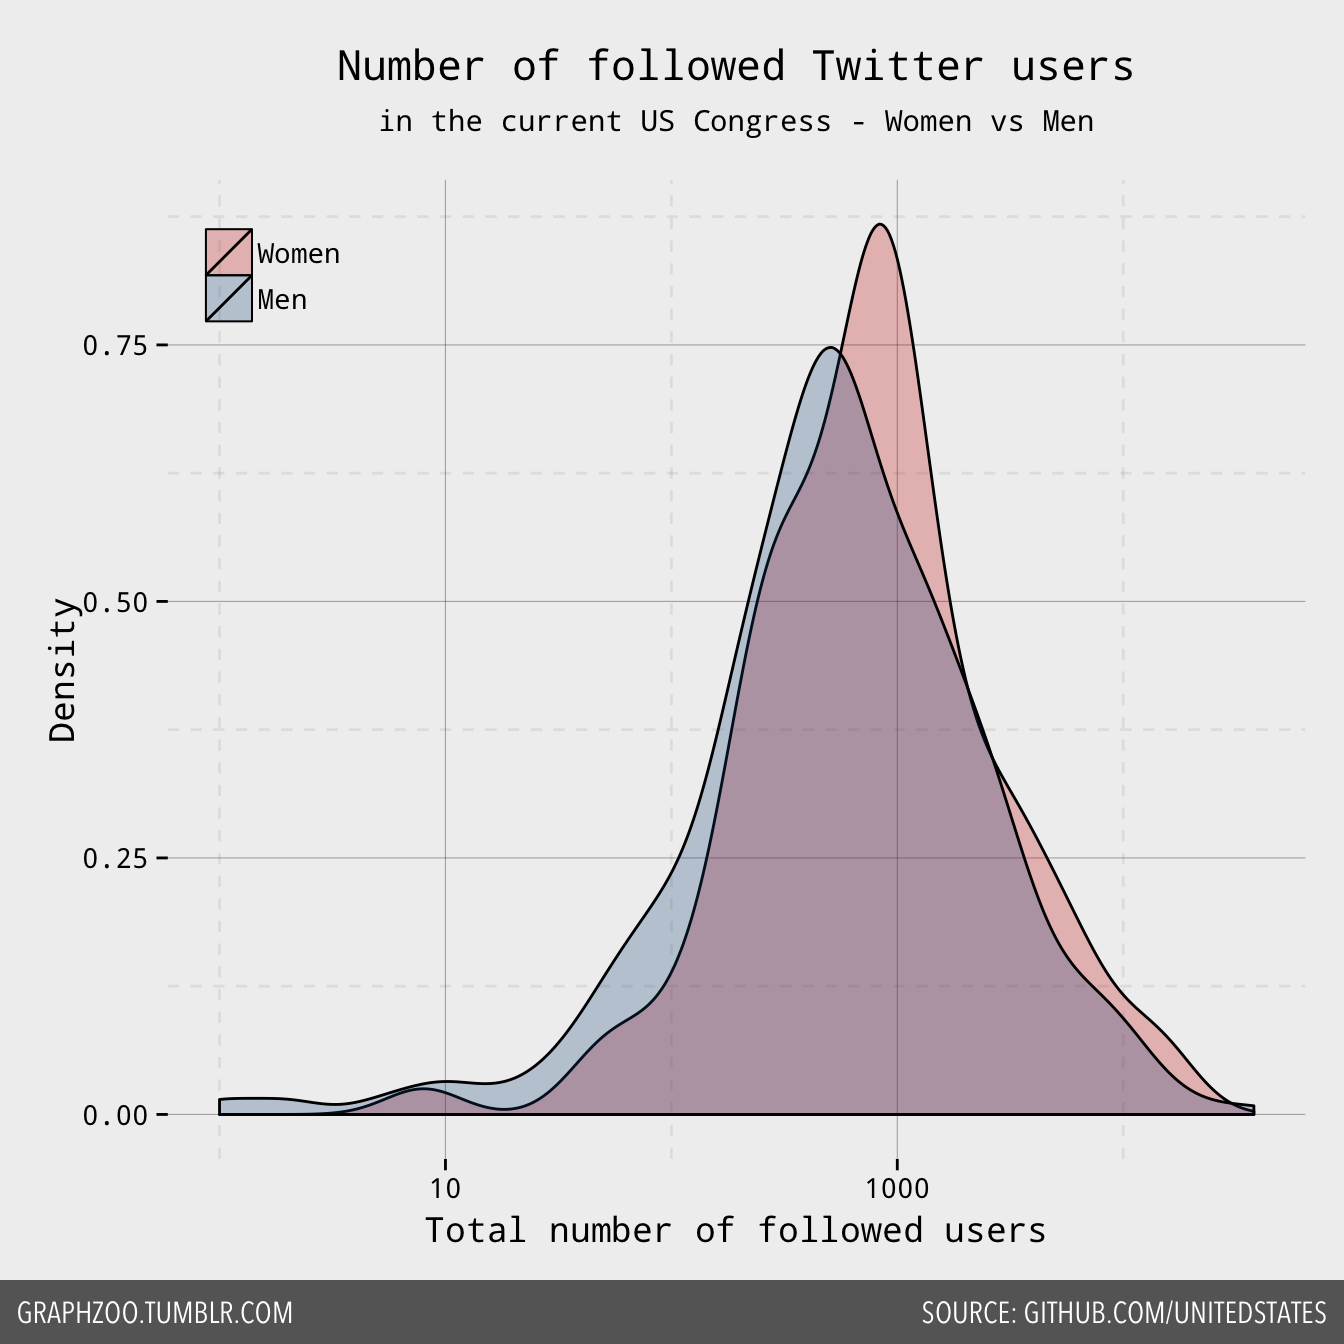 Number of followed Twitter users
in the current US Congress - Women vs Men
Women
Men
0.75
0.50
0.25
0.00
Density
10
1000
Total number of followed users
GRAPHZOO.TUMBLR.COM
SOURCE: GITHUB.COM/UNITEDSTATES